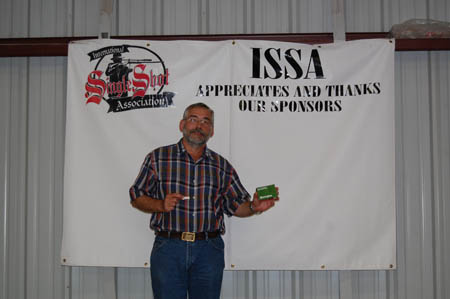 International
Single Shot
Association
ISSA
APPRECIATES AND THANKS
OUR SPONSORS